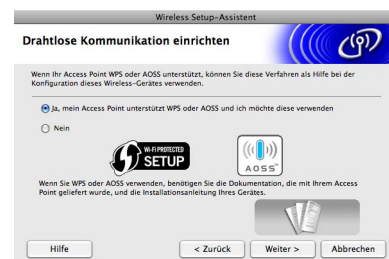 Wireless Setup-Assistent
Drahtlose Kommunikation einrichten
Wenn Ihr Access Point WPS oder AOSS unterstützt, können Sie diese Verfahren als Hilfe bei der
Konfiguration dieses Wireless-Gerätes verwenden.
Ja, mein Access Point unterstützt WPS oder AOSS und ich möchte diese verwenden
Nein
Wi-Fi PROTECTED
SETUP
AOSS™
Wenn Sie WPS oder AOSS verwenden, benötigen Sie die Dokumentation, die mit Ihrem Access
Point geliefert wurde, und die Installationsanleitung Ihres Gerätes.
Hilfe
< Zurück
Weiter >
Abbrechen